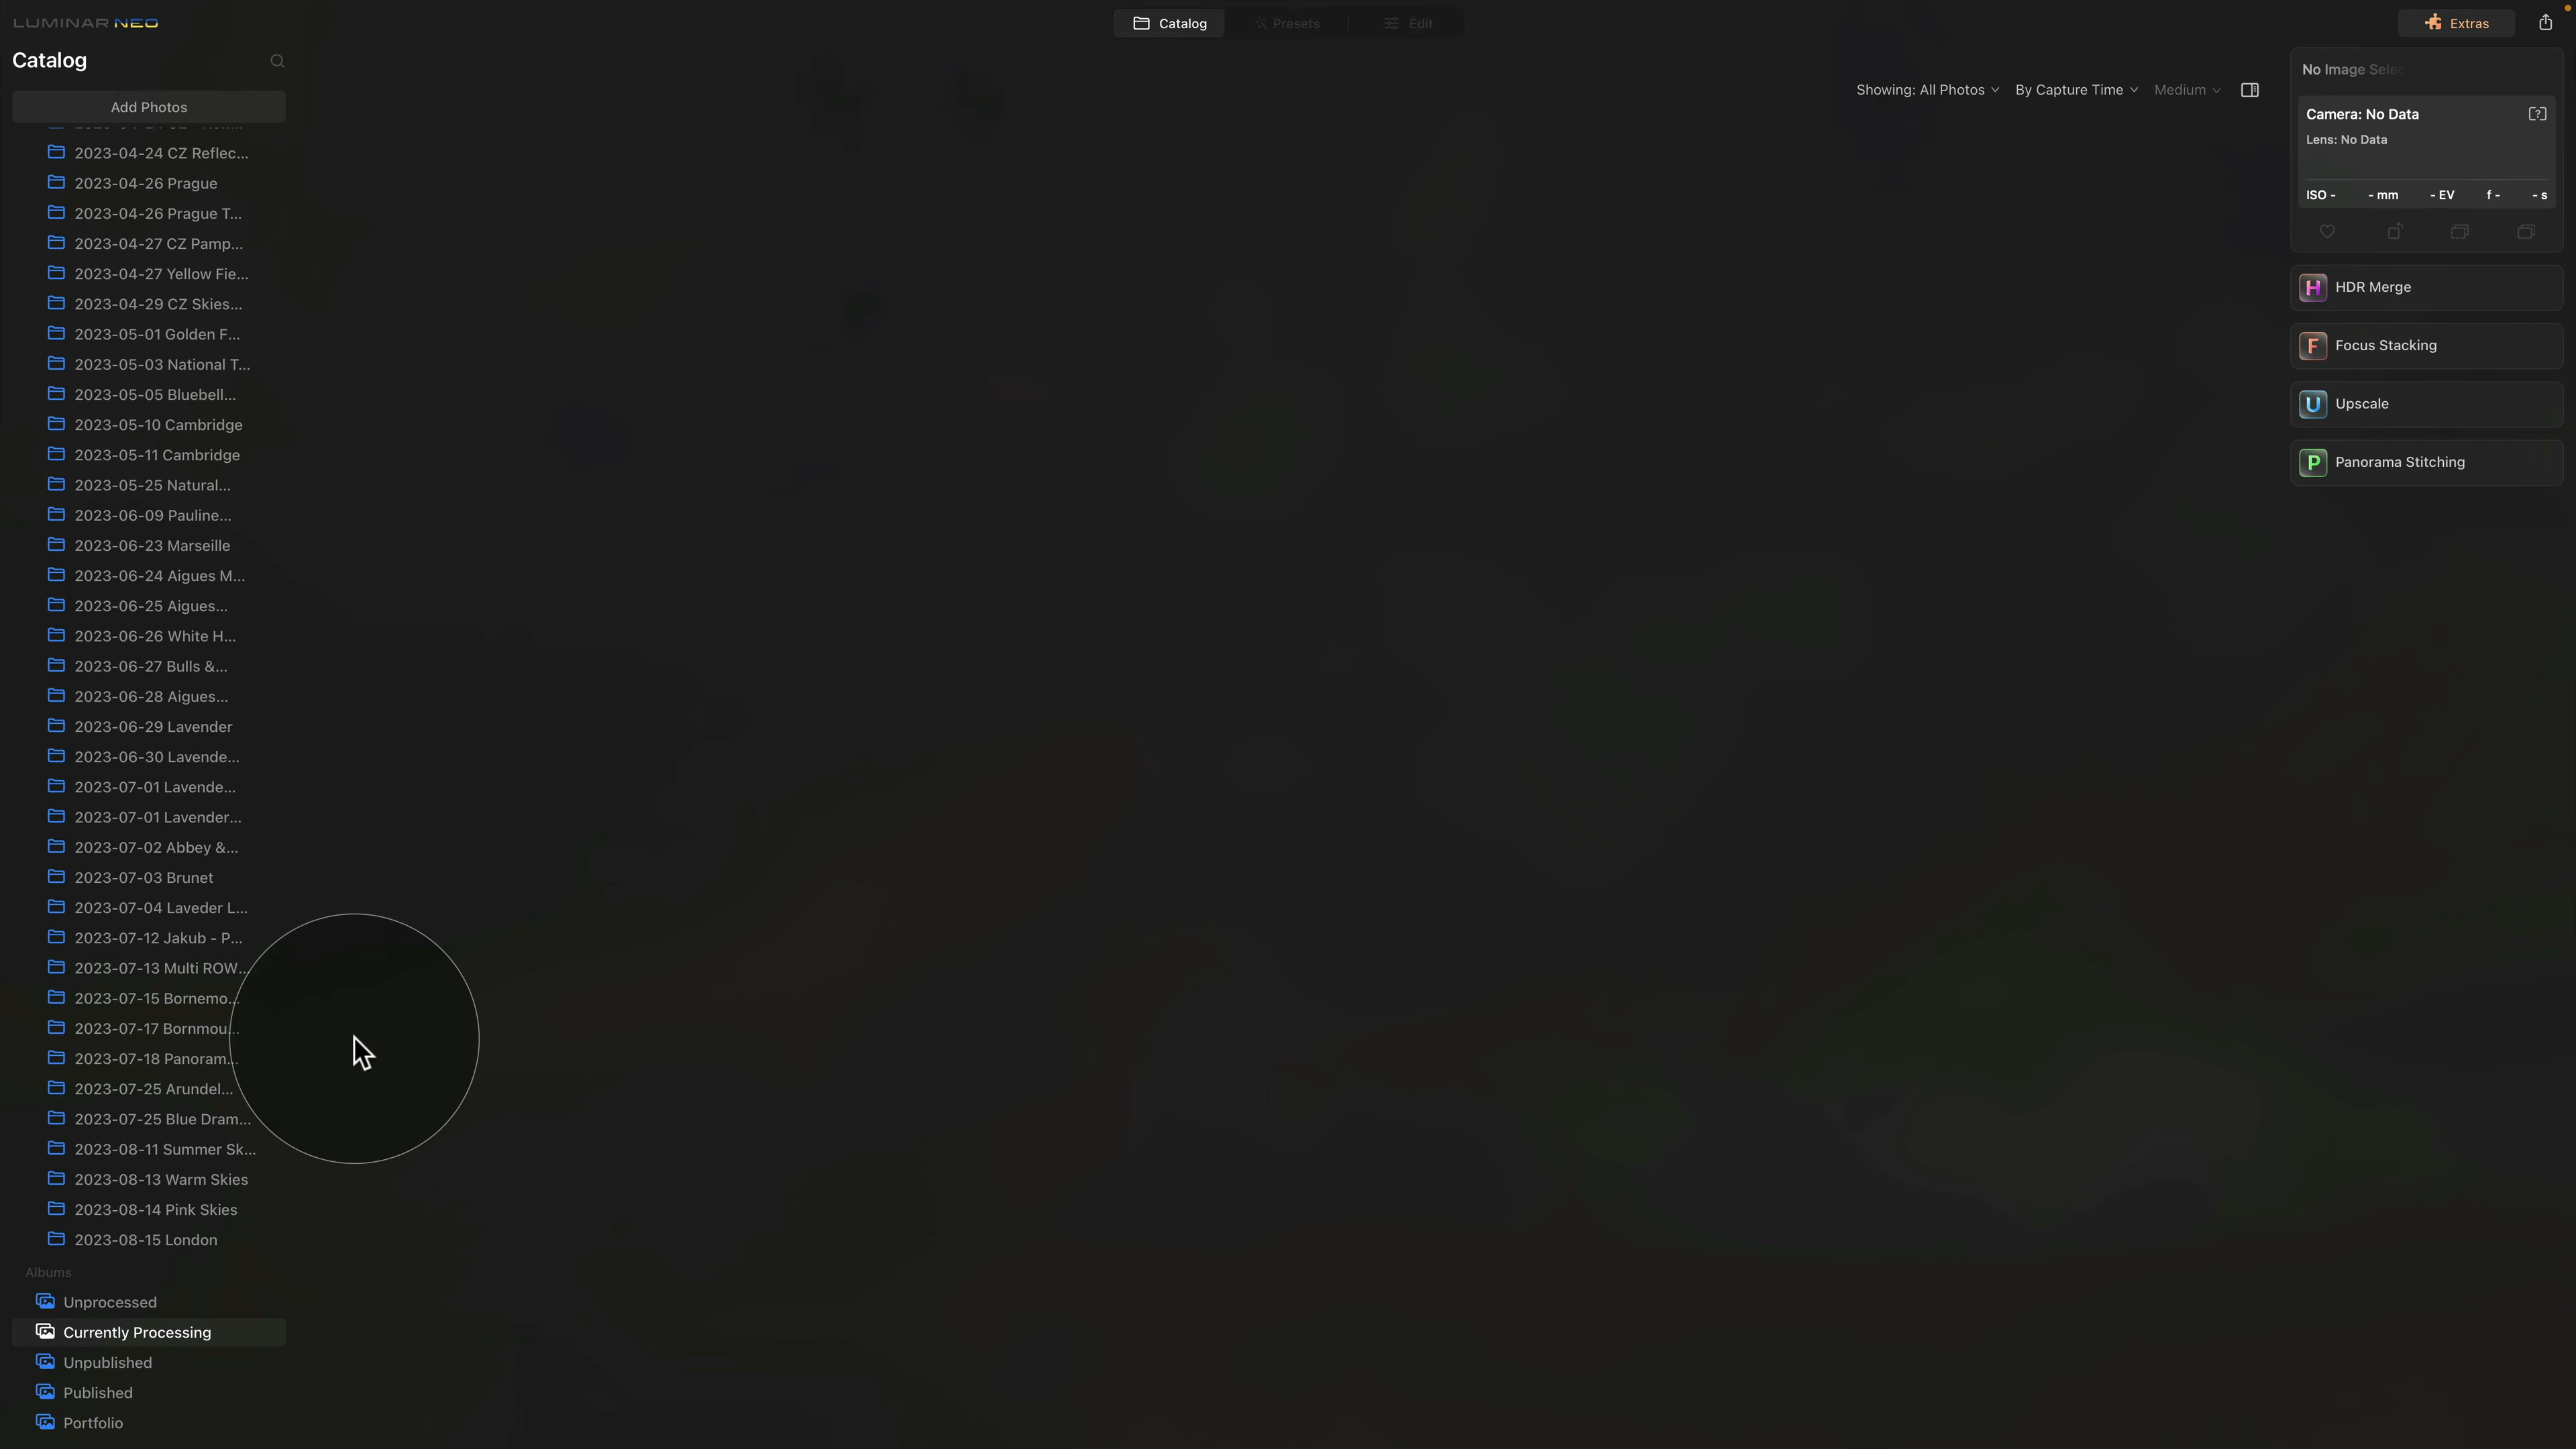 LUMINAR NEO
Catalog
Presets
Edit
Extras
Catalog
Add Photos
2023-04-24 CZ Reflec...
2023-04-26 Prague
2023-04-26 Prague T...
2023-04-27 CZ Pamp...
2023-04-27 Yellow Fie...
2023-04-29 CZ Skies...
2023-05-01 Golden F...
2023-05-03 National T...
2023-05-05 Bluebell...
2023-05-10 Cambridge
2023-05-11 Cambridge
2023-05-25 Natural...
2023-06-09 Pauline...
2023-06-23 Marseille
2023-06-24 Aigues M...
2023-06-25 Aigues...
2023-06-26 White H...
2023-06-27 Bulls &...
2023-06-28 Aigues...
2023-06-29 Lavender
2023-06-30 Lavende...
2023-07-01 Lavende...
2023-07-01 Lavender...
2023-07-02 Abbey &...
2023-07-03 Brunet
2023-07-04 Laveder L...
2023-07-12 Jakub - P...
2023-07-13 Multi ROW...
2023-07-15 Bornemo...
2023-07-17 Bornmou...
2023-07-18 Panoram...
2023-07-25 Arundel...
2023-07-25 Blue Dram...
2023-08-11 Summer Sk...
2023-08-13 Warm Skies
2023-08-14 Pink Skies
2023-08-15 London
Albums
Unprocessed
Currently Processing
Unpublished
Published
Portfolio
Showing: All Photos
By Capture Time
Medium
No Image Selec
Camera: No Data
Lens: No Data
ISO - - mm - EV f - - s
H HDR Merge
F Focus Stacking
U Upscale
P Panorama Stitching